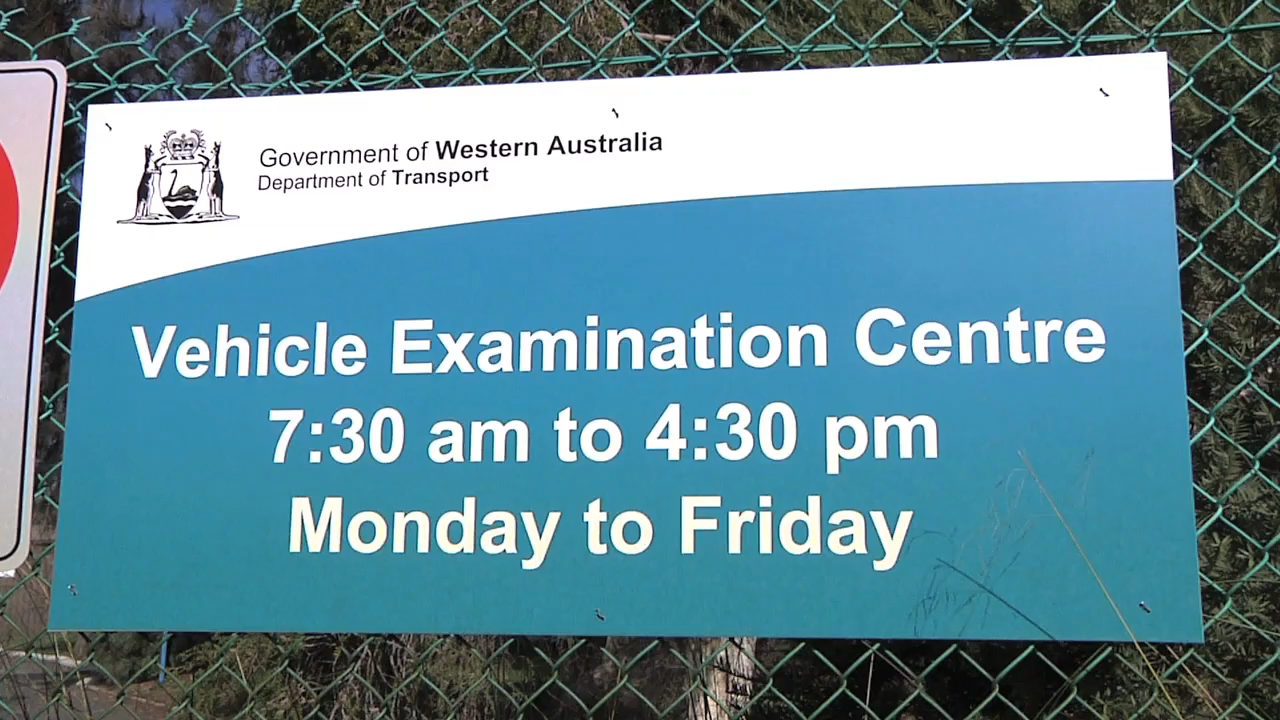 Government of Western Australia
Department of Transport
Vehicle Examination Centre
7:30 am to 4:30 pm
Monday to Friday